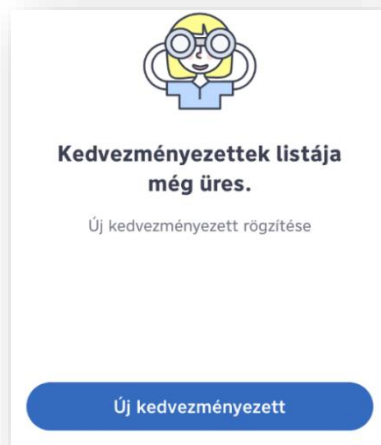 Kedvezményezettek listája
még üres.
Új kedvezményezett rögzítése
Új kedvezményezett